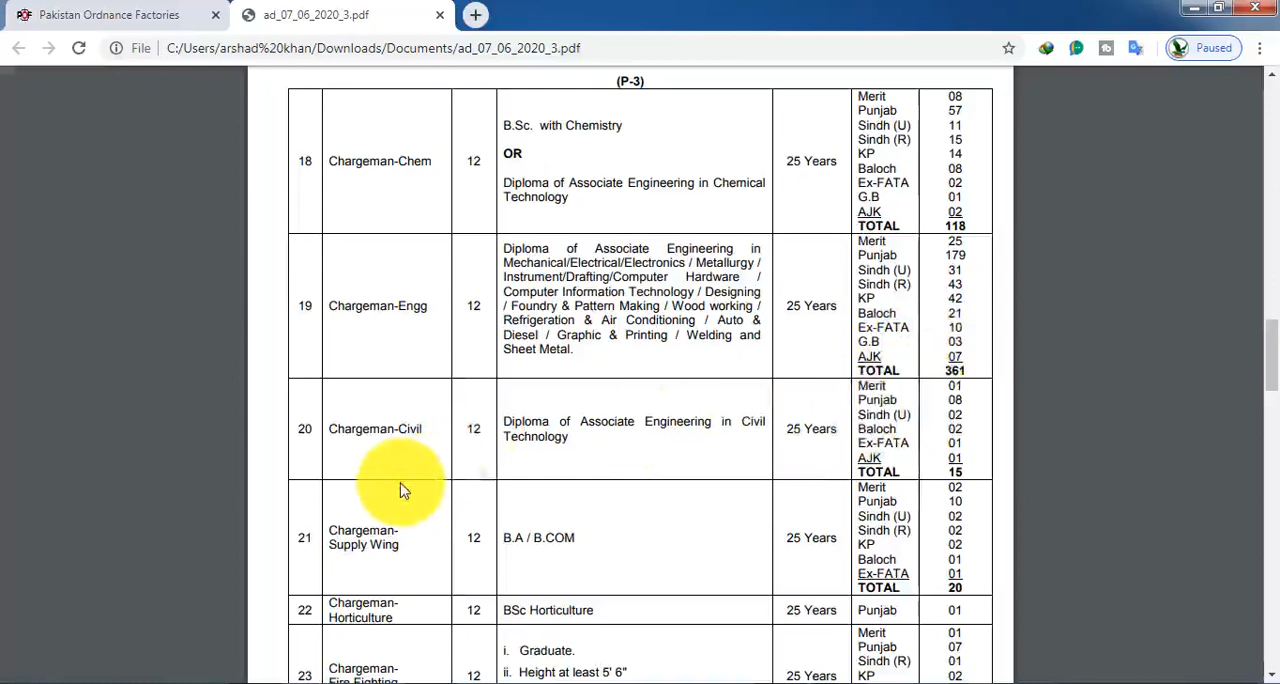 Pakistan Ordnance Factories
ad_07_06_2020_3.pdf
File
C:/Users/arshad%20khan/Downloads/Documents/ad_07_06_2020_3.pdf
Paused
(P-3)
18
Chargeman-Chem
12
B.Sc. with Chemistry
OR
Diploma of Associate Engineering in Chemical
Technology
25 Years
Merit 08
Punjab 57
Sindh (U) 11
Sindh (R) 15
KP 14
Baloch 08
Ex-FATA 02
G.B 01
AJK 02
TOTAL 118
19
Chargeman-Engg
12
Diploma of Associate Engineering in
Mechanical/Electrical/Electronics / Metallurgy /
Instrument/Drafting/Computer Hardware /
Computer Information Technology / Designing
/ Foundry & Pattern Making / Wood working /
Refrigeration & Air Conditioning / Auto &
Diesel / Graphic & Printing / Welding and
Sheet Metal.
25 Years
Merit 25
Punjab 179
Sindh (U) 31
Sindh (R) 43
KP 42
Baloch 21
Ex-FATA 10
G.B 03
AJK 07
TOTAL 361
20
Chargeman-Civil
12
Diploma of Associate Engineering in Civil
Technology
25 Years
Merit 01
Punjab 08
Sindh (U) 02
Baloch 02
Ex-FATA 01
AJK 01
TOTAL 15
21
Chargeman-
Supply Wing
12
B.A / B.COM
25 Years
Merit 02
Punjab 10
Sindh (U) 02
Sindh (R) 02
KP 02
Baloch 01
Ex-FATA 01
TOTAL 20
22
Chargeman-
Horticulture
12
BSc Horticulture
25 Years
Punjab 01
23
Chargeman-
Fire Fighting
12
i. Graduate.
ii. Height at least 5' 6"
25 Years
Merit 01
Punjab 07
Sindh (R) 01
KP 02